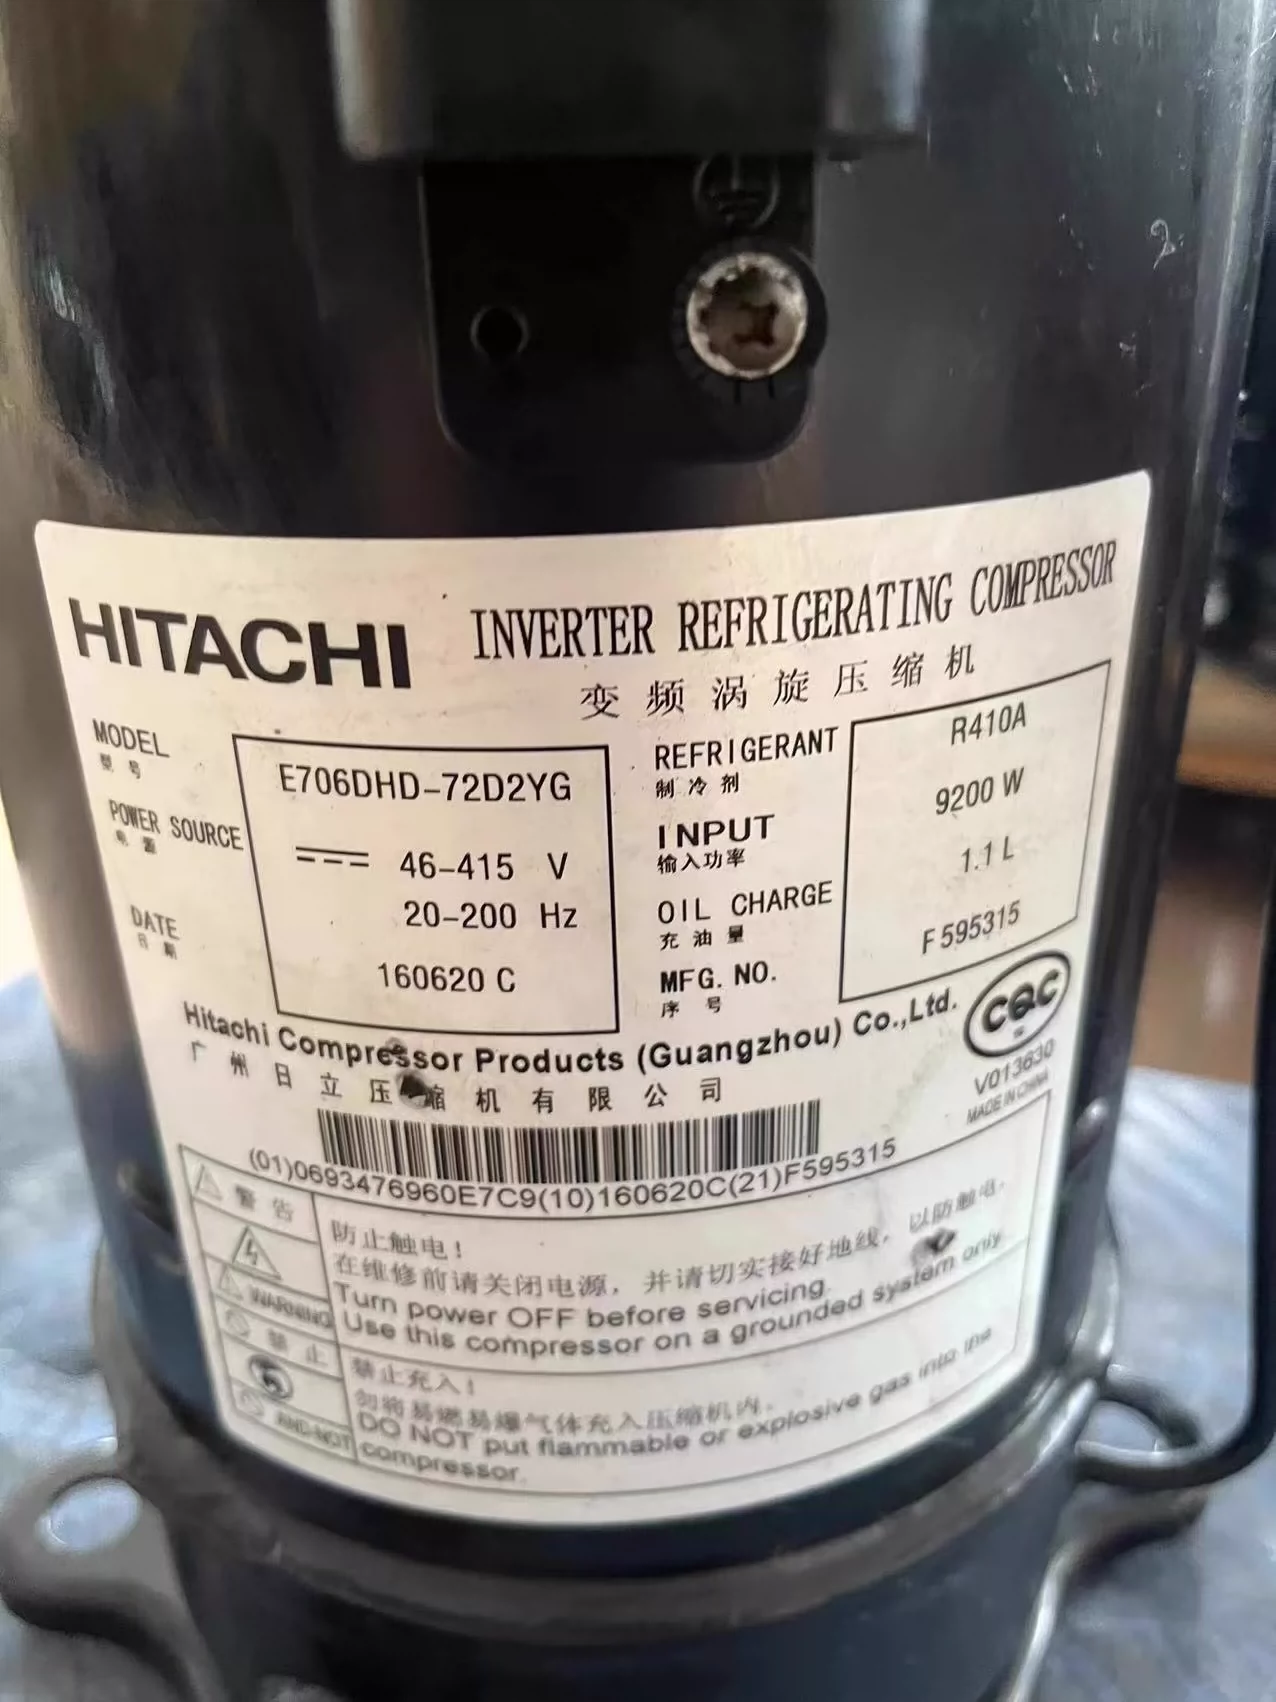 2
HITACHI
INVERTER REFRIGERATING COMPRESSOR
变频涡旋压缩机
MODEL
型号
E706DHD-72D2YG
POWER SOURCE
电源
46-415 V
20-200 Hz
DATE
日期
160620 C
REFRIGERANT
制冷剂
R410A
INPUT
输入功率
9200 W
OIL CHARGE
充油量
1.1 L
MFG. NO.
序号
F595315
Hitachi Compressor Products (Guangzhou) Co.,Ltd.
广州日立压缩机有限公司
CQC
V013630
MADE IN CHINA
(01)0693476960E7C9(10)160620C(21)F595315
警告
WARNING
防止触电！
在维修前请关闭电源，并请切实接好地线，以防触电.
Turn power OFF before servicing.
Use this compressor on a grounded system only.
禁止
AND-NOT
禁止充入！
勿将易燃易爆气体充入压缩机内.
DO NOT put flammable or explosive gas into the
compressor.